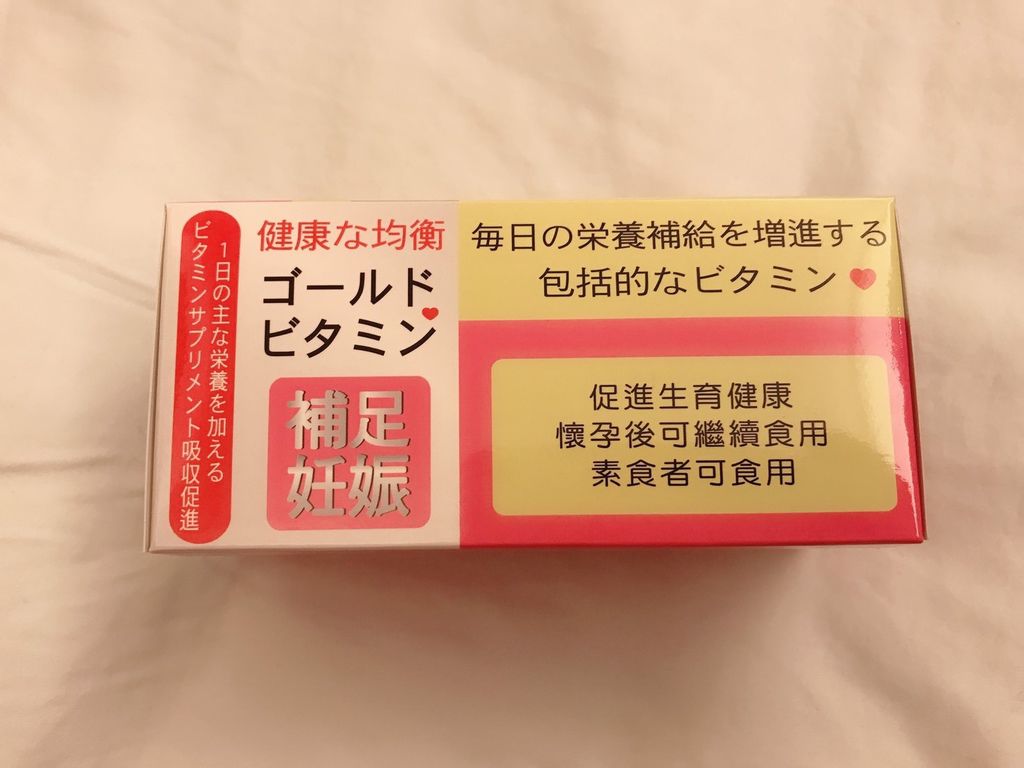 1日の主な栄養を加える
ビタミンサプリメント吸収促進
健康な均衡
ゴールド
ビタミン
補足
妊娠
毎日の栄養補給を増進する
包括的なビタミン
促進生育健康
懷孕後可繼續食用
素食者可食用